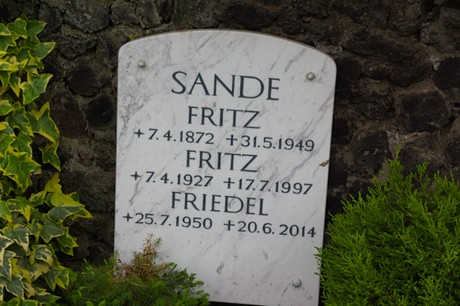 SANDE
FRITZ
+7.4.1872 +31.5.1949
FRITZ
+7.4.1927 +17.7.1997
FRIEDEL
+25.7.1950 +20.6.2014